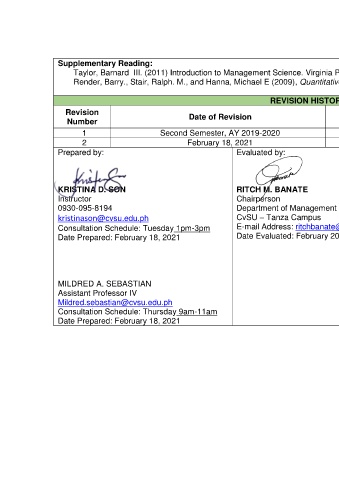 Supplementary Reading:
Taylor, Barnard III. (2011) Introduction to Management Science. Virginia P
Render, Barry., Stair, Ralph. M., and Hanna, Michael E (2009), Quantitativ
REVISION HISTOR
Revision Number
Date of Revision
1
Second Semester, AY 2019-2020
2
February 18, 2021
Prepared by:
KRISTINA D. SON
Instructor
0930-095-8194
kristinason@cvsu.edu.ph
Consultation Schedule: Tuesday 1pm-3pm
Date Prepared: February 18, 2021
MILDRED A. SEBASTIAN
Assistant Professor IV
Mildred.sebastian@cvsu.edu.ph
Consultation Schedule: Thursday 9am-11am
Date Prepared: February 18, 2021
Evaluated by:
RITCH M. BANATE
Chairperson
Department of Management
CvSU – Tanza Campus
E-mail Address: ritchbanate@
Date Evaluated: February 20